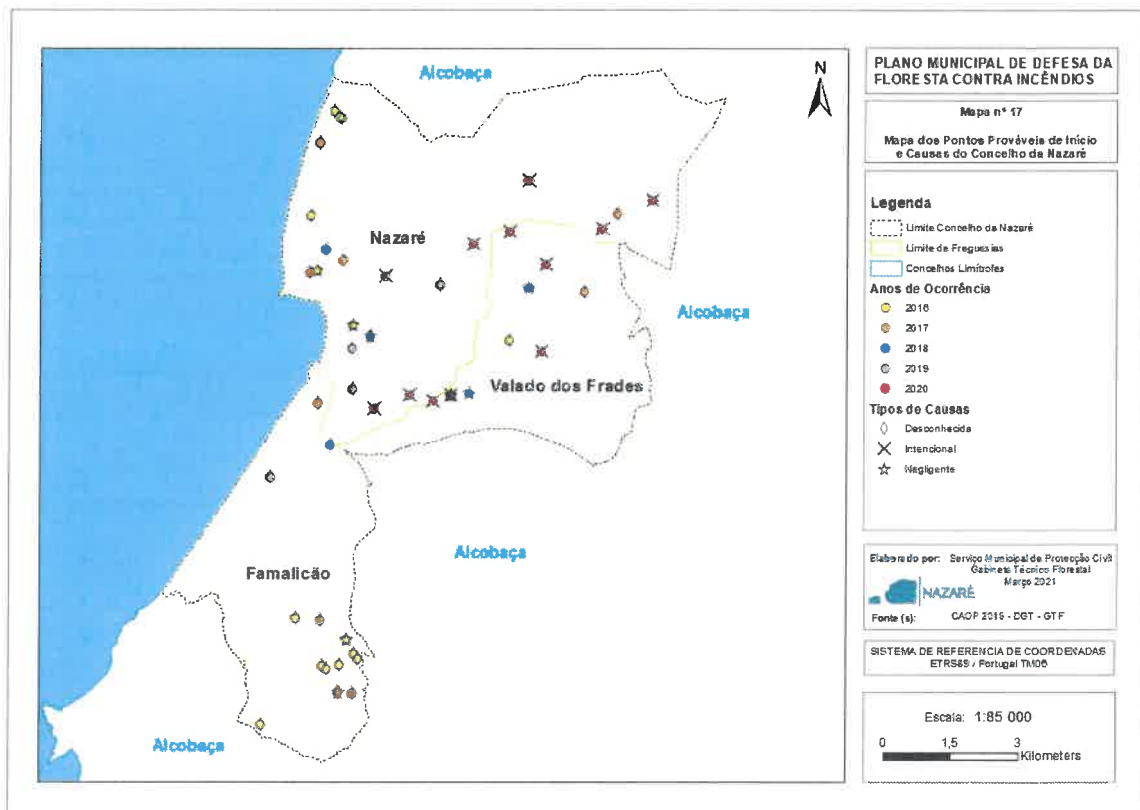 Alcobaça
N
Nazaré
Alcobaça
Valado dos Frades
Alcobaça
Famalicão
Alcobaça
PLANO MUNICIPAL DE DEFESA DA
FLORESTA CONTRA INCÊNDIOS
Mapa nº 17
Mapa dos Pontos Prováveis de Início
e Causas do Concelho da Nazaré
Legenda
Limite Concelho da Nazaré
Limite de Freguesias
Concelhos Limítrofes
Anos de Ocorrência
2016
2017
2018
2019
2020
Tipos de Causas
Desconhecida
Intencional
Negligente
Elaborado por: Serviço Municipal de Protecção Civil
Gabinete Técnico Florestal
Março 2021
NAZARÉ
Fonte (s): CAOP 2015 - DGT - GTF
SISTEMA DE REFERENCIA DE COORDENADAS
ETRS89 / Portugal TM06
Escala: 1:85 000
0 1,5 3
Kilometers